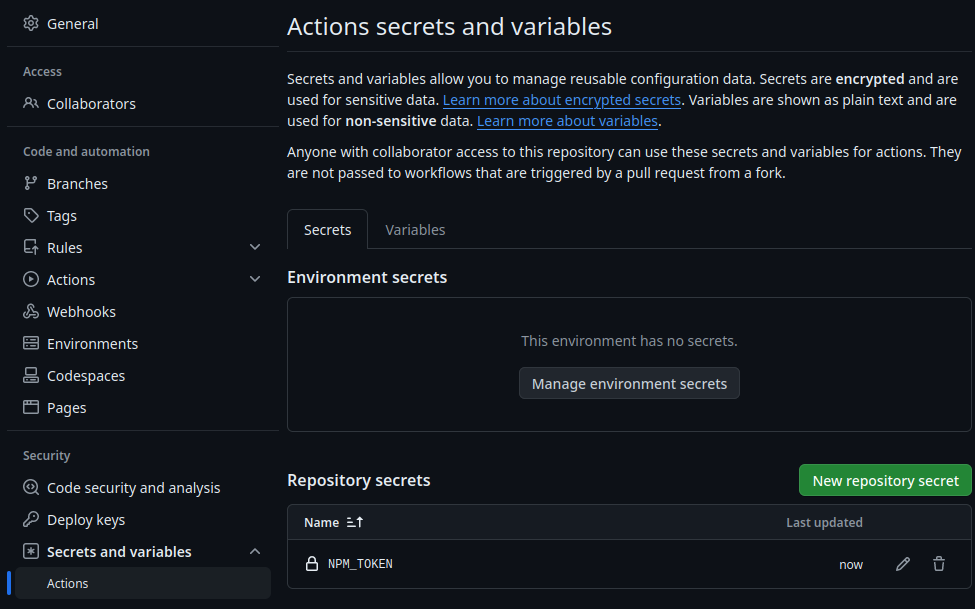 General
Access
Collaborators
Code and automation
Branches
Tags
Rules
Actions
Webhooks
Environments
Codespaces
Pages
Security
Code security and analysis
Deploy keys
Secrets and variables
Actions
Actions secrets and variables
Secrets and variables allow you to manage reusable configuration data. Secrets are encrypted and are
used for sensitive data. Learn more about encrypted secrets. Variables are shown as plain text and are
used for non-sensitive data. Learn more about variables.
Anyone with collaborator access to this repository can use these secrets and variables for actions. They
are not passed to workflows that are triggered by a pull request from a fork.
Secrets Variables
Environment secrets
This environment has no secrets.
Manage environment secrets
Repository secrets New repository secret
Name Last updated
NPM_TOKEN now